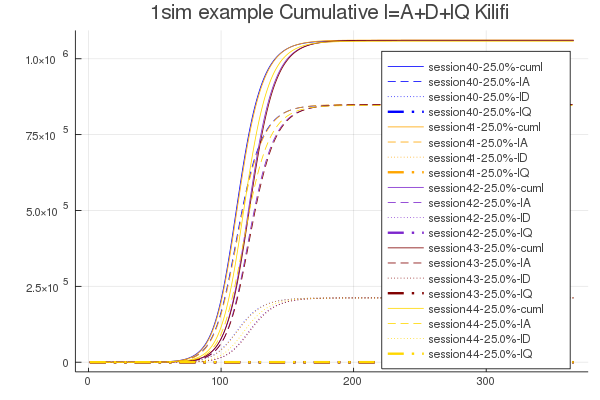 1sim example Cumulative I=A+D+IQ Kilifi
1.0×10⁶
7.5×10⁵
5.0×10⁵
2.5×10⁵
0
0 100 200 300
session40-25.0%-cuml
session40-25.0%-IA
session40-25.0%-ID
session40-25.0%-IQ
session41-25.0%-cuml
session41-25.0%-IA
session41-25.0%-ID
session41-25.0%-IQ
session42-25.0%-cuml
session42-25.0%-IA
session42-25.0%-ID
session42-25.0%-IQ
session43-25.0%-cuml
session43-25.0%-IA
session43-25.0%-ID
session43-25.0%-IQ
session44-25.0%-cuml
session44-25.0%-IA
session44-25.0%-ID
session44-25.0%-IQ